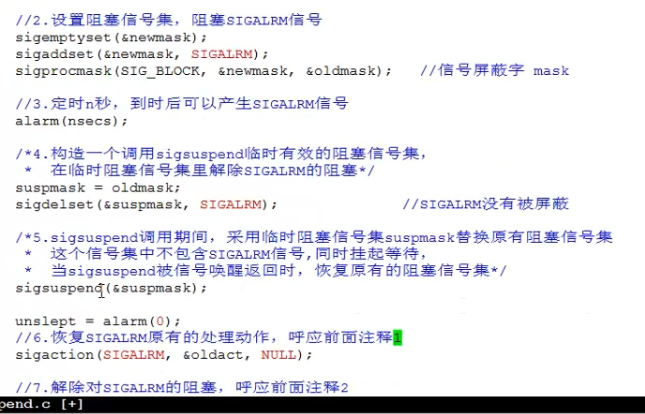 //2.设置阻塞信号集，阻塞SIGALRM信号
sigemptyset(&newmask);
sigaddset(&newmask, SIGALRM);
sigprocmask(SIG_BLOCK, &newmask, &oldmask);   //信号屏蔽字 mask
//3.定时n秒，到时后可以产生SIGALRM信号
alarm(nsecs);
/*4.构造一个调用sigsuspend临时有效的阻塞信号集，
 *  在临时阻塞信号集里解除SIGALRM的阻塞*/
suspmask = oldmask;
sigdelset(&suspmask, SIGALRM);            //SIGALRM没有被屏蔽
/*5.sigsuspend调用期间，采用临时阻塞信号集suspmask替换原有阻塞信号集
 *  这个信号集中不包含SIGALRM信号,同时挂起等待，
 *  当sigsuspend被信号唤醒返回时，恢复原有的阻塞信号集*/
sigsuspend(&suspmask);
unslept = alarm(0);
//6.恢复SIGALRM原有的处理动作，呼应前面注释1
sigaction(SIGALRM, &oldact, NULL);
//7.解除对SIGALRM的阻塞，呼应前面注释2
pend.c [+]